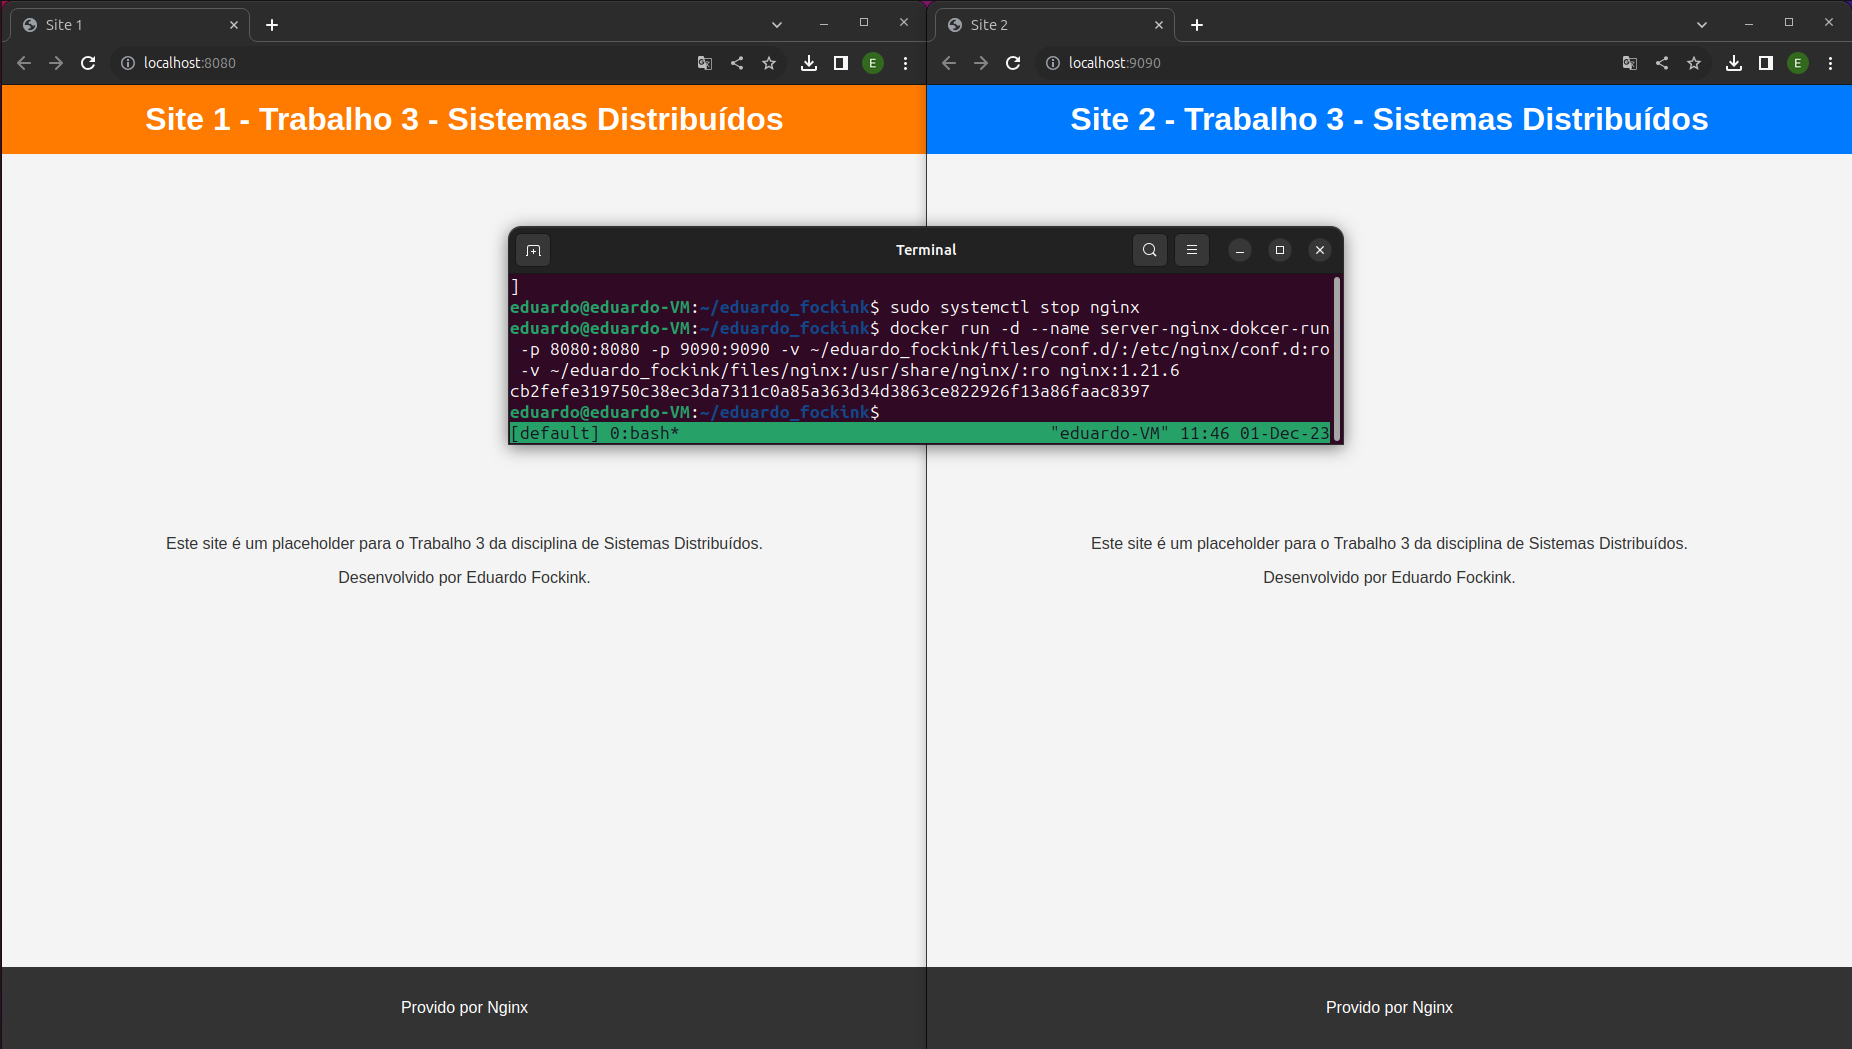 Site 1
localhost:8080
E
Site 1 - Trabalho 3 - Sistemas Distribuídos
Este site é um placeholder para o Trabalho 3 da disciplina de Sistemas Distribuídos.
Desenvolvido por Eduardo Fockink.
Provido por Nginx
Site 2
localhost:9090
E
Site 2 - Trabalho 3 - Sistemas Distribuídos
Este site é um placeholder para o Trabalho 3 da disciplina de Sistemas Distribuídos.
Desenvolvido por Eduardo Fockink.
Provido por Nginx
Terminal
]
eduardo@eduardo-VM:~/eduardo_fockink$ sudo systemctl stop nginx
eduardo@eduardo-VM:~/eduardo_fockink$ docker run -d --name server-nginx-dokcer-run
-p 8080:8080 -p 9090:9090 -v ~/eduardo_fockink/files/conf.d/:/etc/nginx/conf.d:ro
-v ~/eduardo_fockink/files/nginx:/usr/share/nginx/:ro nginx:1.21.6
cb2fefe319750c38ec3da7311c0a85a363d34d3863ce822926f13a86faac8397
eduardo@eduardo-VM:~/eduardo_fockink$
[default] 0:bash* "eduardo-VM" 11:46 01-Dec-23